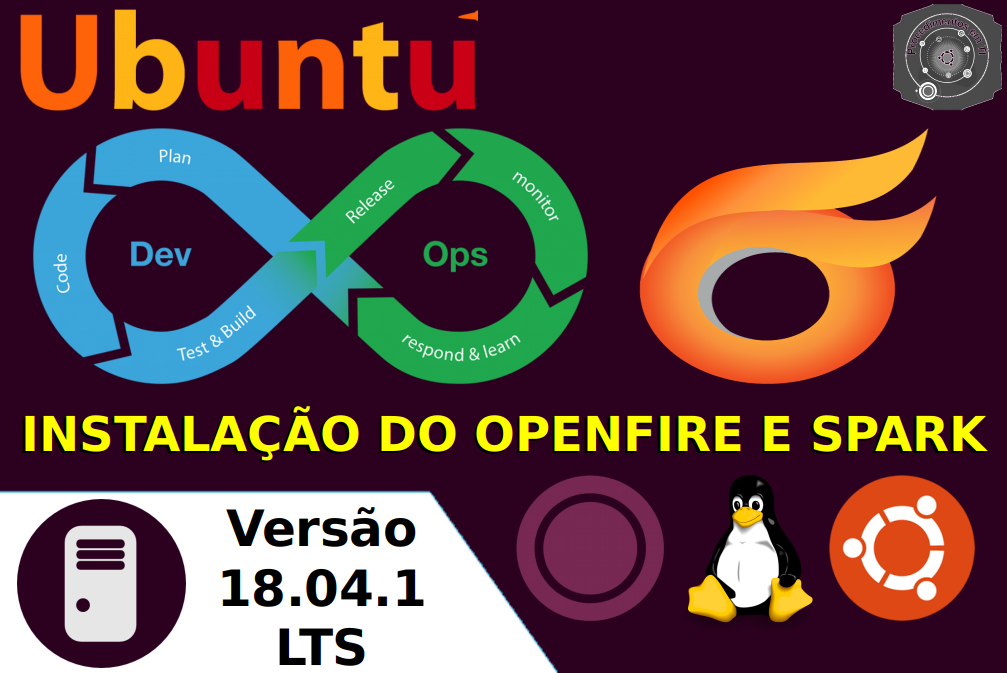 Ubuntu
Plan
Code
Dev
Test & Build
Release
Ops
monitor
respond & learn
INSTALAÇÃO DO OPENFIRE E SPARK
Versão
18.04.1
LTS